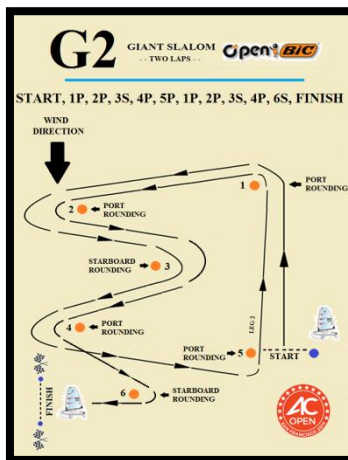 G2
GIANT SLALOM
- - TWO LAPS - -
Open BIC
START, 1P, 2P, 3S, 4P, 5P, 1P, 2P, 3S, 4P, 6S, FINISH
WIND
DIRECTION
1
PORT
ROUNDING
2
PORT
ROUNDING
STARBOARD
ROUNDING
3
4
PORT
ROUNDING
LEG 2
PORT
ROUNDING
5
START
6
STARBOARD
ROUNDING
FINISH
AC
OPEN